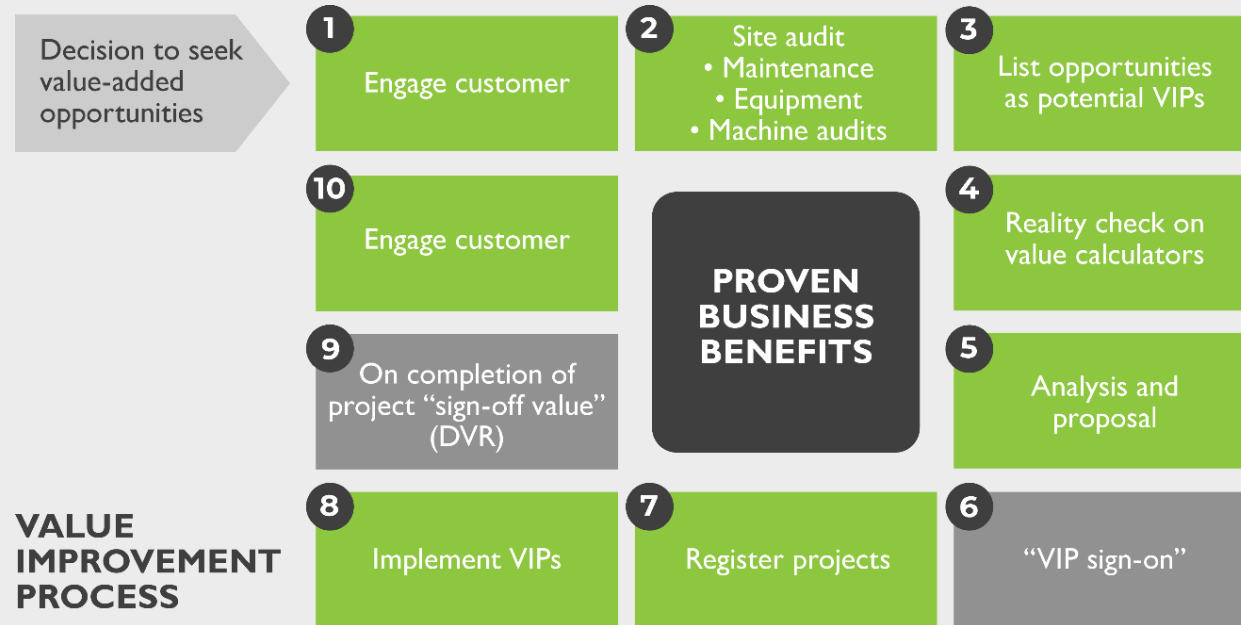 Decision to seek
value-added
opportunities
1
Engage customer
2
Site audit
• Maintenance
• Equipment
• Machine audits
3
List opportunities
as potential VIPs
10
Engage customer
PROVEN
BUSINESS
BENEFITS
4
Reality check on
value calculators
9
On completion of
project “sign-off value”
(DVR)
5
Analysis and
proposal
VALUE
IMPROVEMENT
PROCESS
8
Implement VIPs
7
Register projects
6
“VIP sign-on”